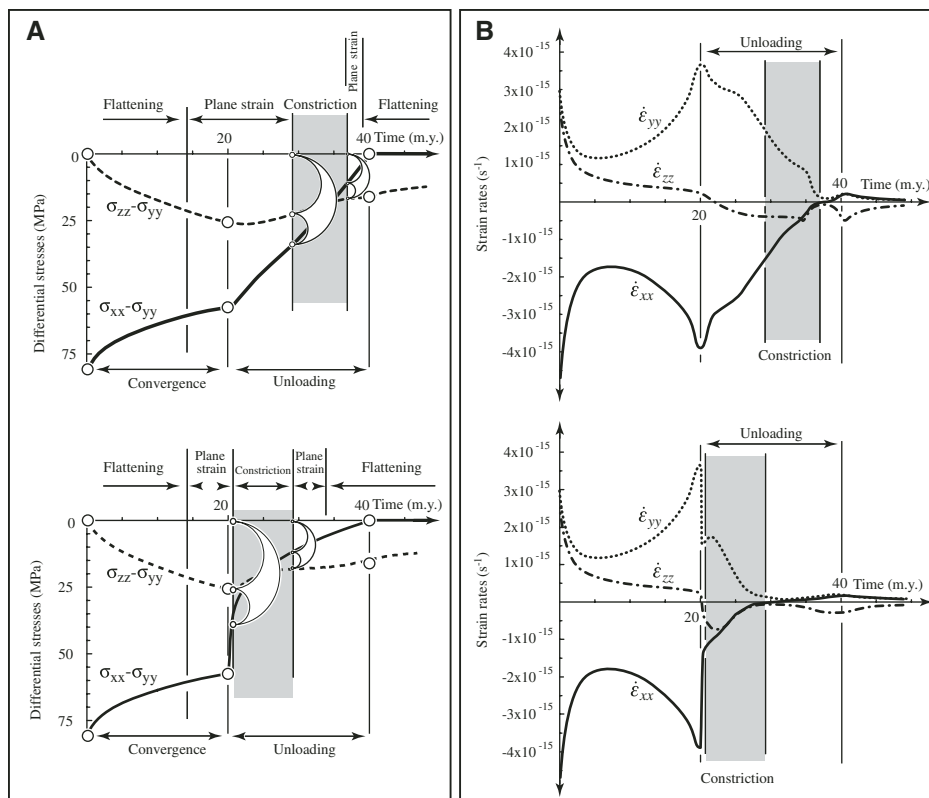 A
Plane strain
Flattening
Plane strain
Constriction
Flattening
20
40
Time (m.y.)
0
25
50
75
Differential stresses (MPa)
σzz-σyy
σxx-σyy
Convergence
Unloading
Plane strain
Plane strain
Flattening
Constriction
Flattening
20
40 Time (m.y.)
0
25
50
75
Differential stresses (MPa)
σzz-σyy
σxx-σyy
Convergence
Unloading
B
Unloading
4x10-15
3x10-15
2x10-15
1x10-15
-1x10-15
-2x10-15
-3x10-15
-4x10-15
Strain rates (s-1)
ε̇yy
ε̇zz
ε̇xx
20
40
Time (m.y.)
Constriction
Unloading
4x10-15
3x10-15
2x10-15
1x10-15
-1x10-15
-2x10-15
-3x10-15
-4x10-15
Strain rates (s-1)
ε̇yy
ε̇zz
ε̇xx
20
40
Time (m.y.)
Constriction